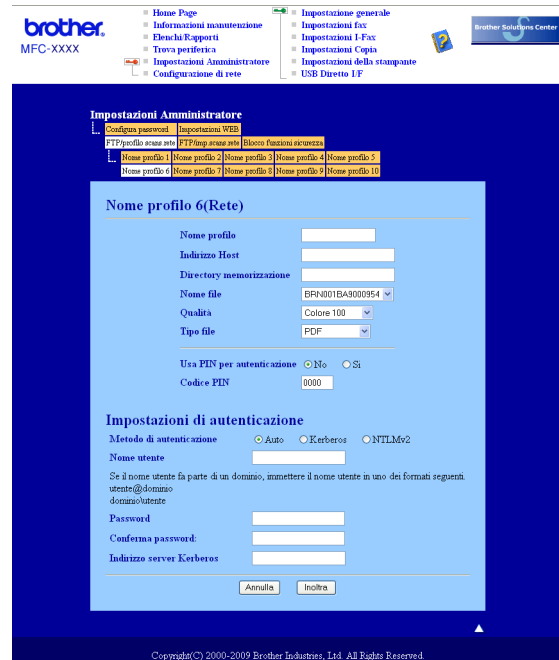 brother.
MFC-XXXX
Home Page
Informazioni manutenzione
Elenchi/Rapporti
Trova periferica
Impostazioni Amministratore
Configurazione di rete
Impostazione generale
Impostazioni fax
Impostazioni I-Fax
Impostazioni Copia
Impostazioni della stampante
USB Diretto I/F
Brother Solutions Center
Impostazioni Amministratore
Configura password Impostazioni WEB
FTP/profilo scans.rete FTP/imp.scans.rete Blocco funzioni sicurezza
Nome profilo 1 Nome profilo 2 Nome profilo 3 Nome profilo 4 Nome profilo 5
Nome profilo 6 Nome profilo 7 Nome profilo 8 Nome profilo 9 Nome profilo 10
Nome profilo 6(Rete)
Nome profilo
Indirizzo Host
Directory memorizzazione
Nome file BRN001BA9000954
Qualità Colore 100
Tipo file PDF
Usa PIN per autenticazione No Si
Codice PIN 0000
Impostazioni di autenticazione
Metodo di autenticazione Auto Kerberos NTLMv2
Nome utente
Se il nome utente fa parte di un dominio, immettere il nome utente in uno dei formati seguenti.
utente@dominio
dominio\utente
Password
Conferma password:
Indirizzo server Kerberos
Annulla Inoltra
Copyright(C) 2000-2009 Brother Industries, Ltd. All Rights Reserved.